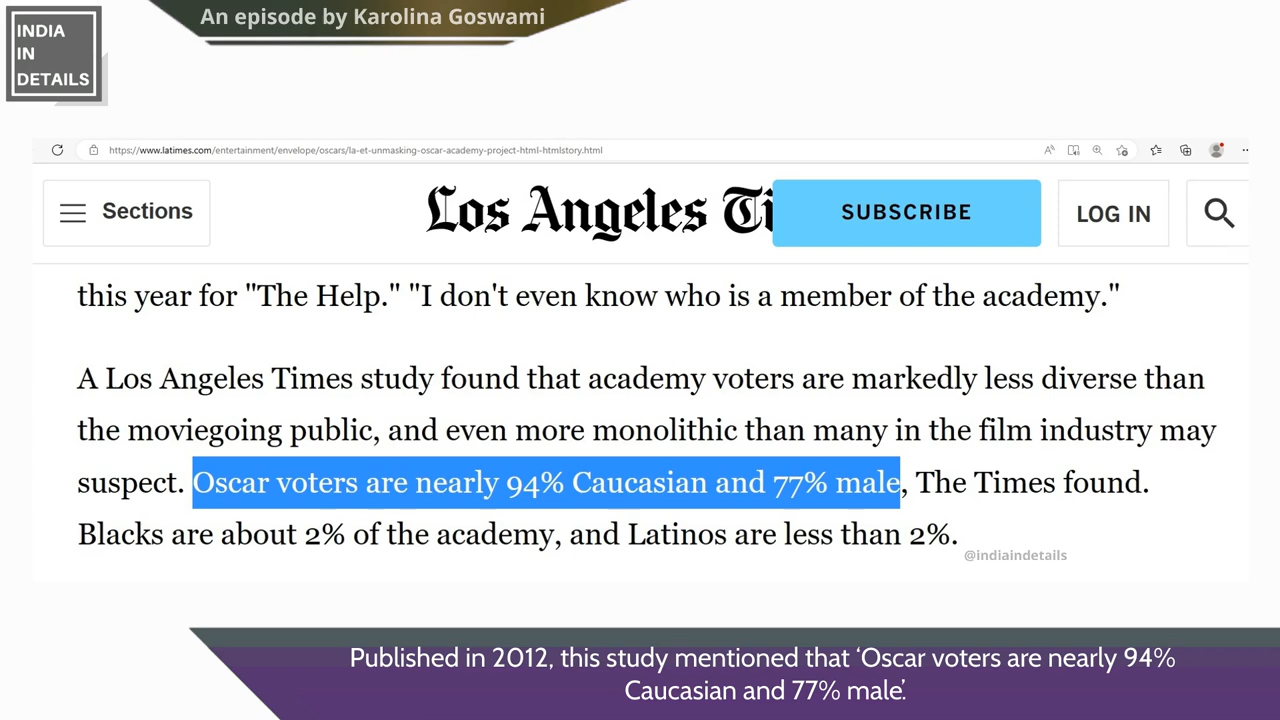 An episode by Karolina Goswami
INDIA
IN
DETAILS
https://www.latimes.com/entertainment/envelope/oscars/la-et-unmasking-oscar-academy-project-html-htmlstory.html
Sections
Los Angeles Ti
SUBSCRIBE
LOG IN
this year for "The Help." "I don't even know who is a member of the academy."
A Los Angeles Times study found that academy voters are markedly less diverse than
the moviegoing public, and even more monolithic than many in the film industry may
suspect. Oscar voters are nearly 94% Caucasian and 77% male, The Times found.
Blacks are about 2% of the academy, and Latinos are less than 2%.
@indiaindetails
Published in 2012, this study mentioned that ‘Oscar voters are nearly 94%
Caucasian and 77% male’.